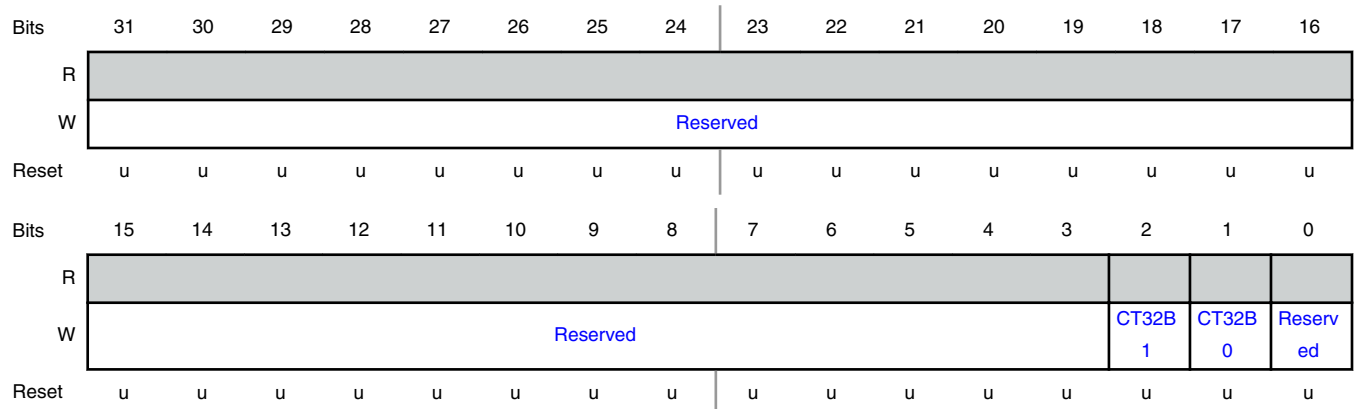 Bits 31 30 29 28 27 26 25 24 23 22 21 20 19 18 17 16
R
W Reserved
Reset u u u u u u u u u u u u u u u u
Bits 15 14 13 12 11 10 9 8 7 6 5 4 3 2 1 0
R
W Reserved CT32B CT32B Reserv
1 0 ed
Reset u u u u u u u u u u u u u u u u